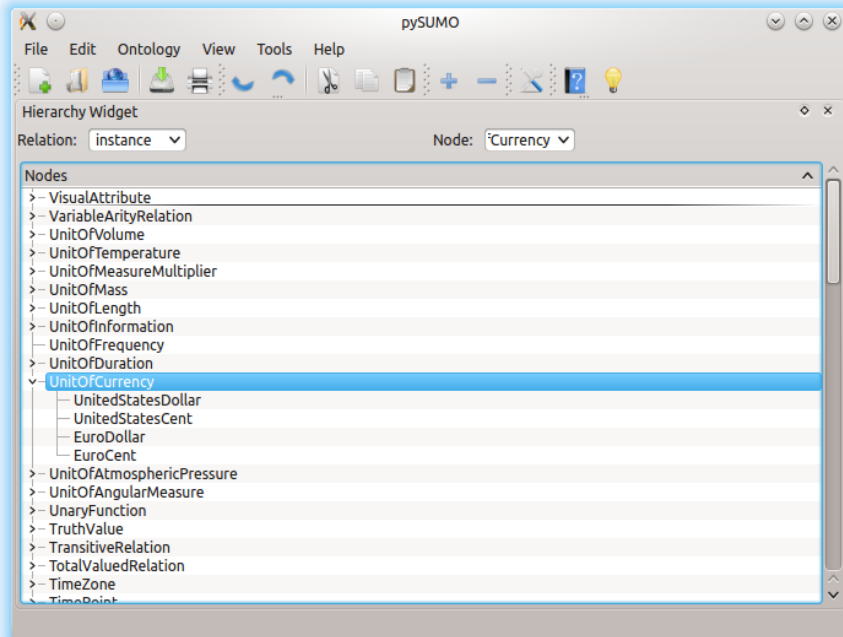 pySUMO
File Edit Ontology View Tools Help
Hierarchy Widget
Relation: instance Node: Currency
Nodes
VisualAttribute
VariableArityRelation
UnitOfVolume
UnitOfTemperature
UnitOfMeasureMultiplier
UnitOfMass
UnitOfLength
UnitOfInformation
UnitOfFrequency
UnitOfDuration
UnitOfCurrency
UnitedStatesDollar
UnitedStatesCent
EuroDollar
EuroCent
UnitOfAtmosphericPressure
UnitOfAngularMeasure
UnaryFunction
TruthValue
TransitiveRelation
TotalValuedRelation
TimeZone
TimePoint